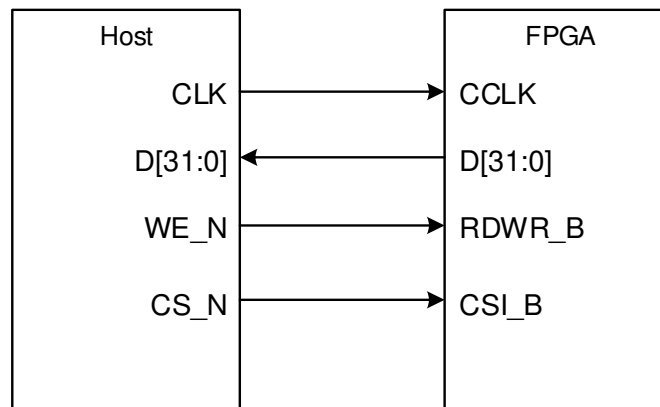 Host FPGA
CLK CCLK
D[31:0] D[31:0]
WE_N RDWR_B
CS_N CSI_B